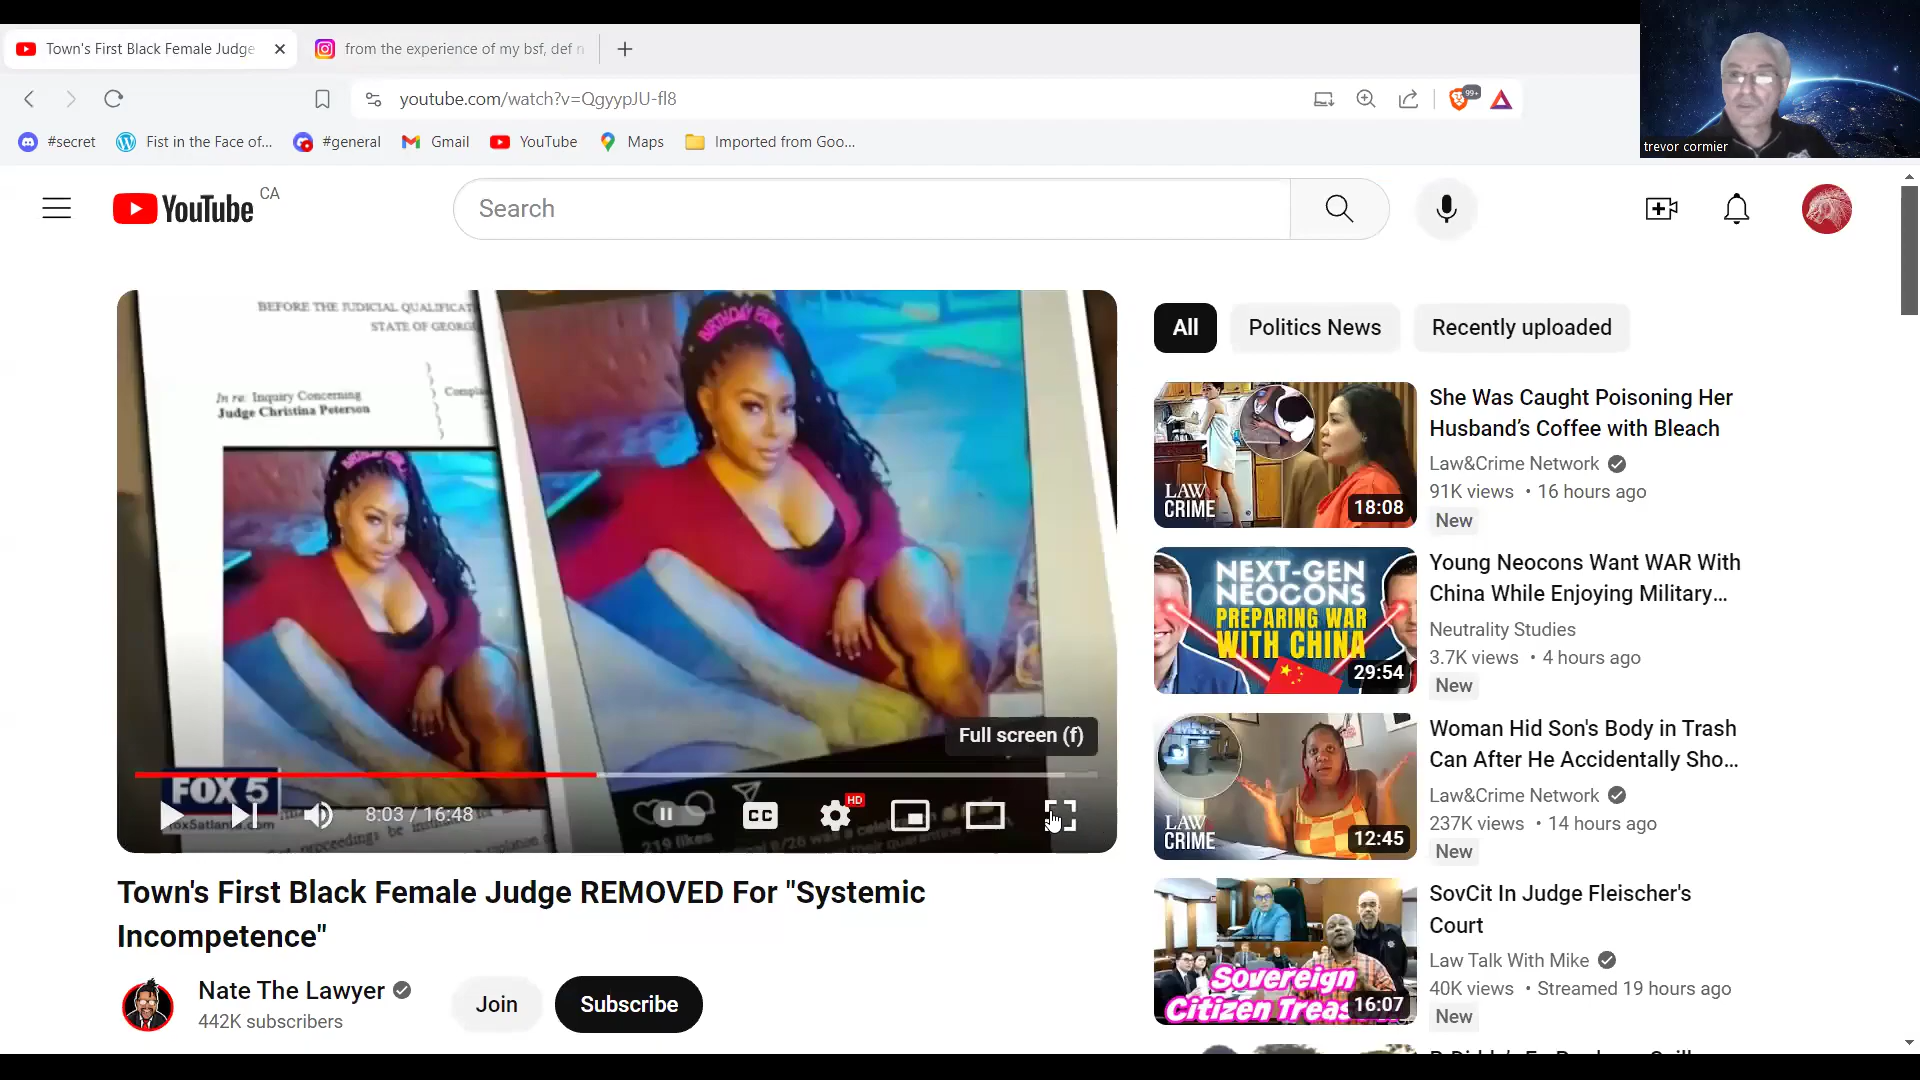 Town's First Black Female Judge
from the experience of my bsf, def n
youtube.com/watch?v=QgyypJU-fl8
99+
trevor cormier
#secret
Fist in the Face of...
#general
Gmail
YouTube
Maps
Imported from Goo...
YouTube CA
Search
BEFORE THE JUDICIAL QUALIFICAT
STATE OF GEORG
In re: Inquiry Concerning
Judge Christina Peterson
BIRTHDAY
FOX 5
219 likes
Full screen (f)
8:03 / 16:48
CC
HD
Town's First Black Female Judge REMOVED For "Systemic
Incompetence"
Nate The Lawyer
442K subscribers
Join
Subscribe
All
Politics News
Recently uploaded
LAW&
CRIME
18:08
She Was Caught Poisoning Her
Husband's Coffee with Bleach
Law&Crime Network
91K views • 16 hours ago
New
NEXT-GEN
NEOCONS
PREPARING WAR
WITH CHINA
29:54
Young Neocons Want WAR With
China While Enjoying Military...
Neutrality Studies
3.7K views • 4 hours ago
New
LAW&
CRIME
12:45
Woman Hid Son's Body in Trash
Can After He Accidentally Sho...
Law&Crime Network
237K views • 14 hours ago
New
Sovereign
Citizen Treas
16:07
SovCit In Judge Fleischer's
Court
Law Talk With Mike
40K views • Streamed 19 hours ago
New